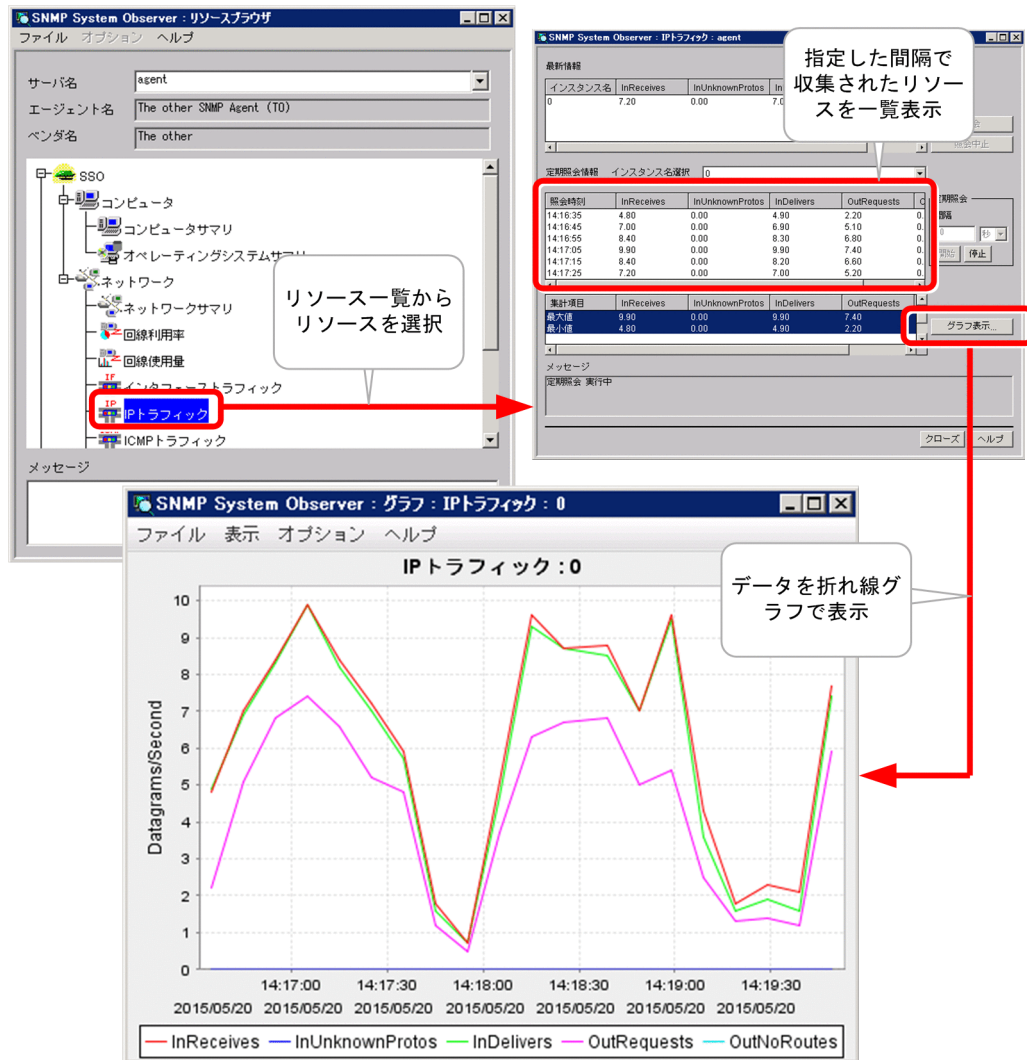 SNMP System Observer : リソースブラウザ
ファイル オプション ヘルプ
サーバ名 agent
エージェント名 The other SNMP Agent (TO)
ベンダ名 The other
SSO
コンピュータ
コンピュータサマリ
オペレーティングシステムサマリ
ネットワーク
ネットワークサマリ
回線利用率
回線使用量
IF
インタフェーストラフィック
IP
IPトラフィック
ICMPトラフィック
メッセージ
リソース一覧から
リソースを選択
SNMP System Observer : IPトラフィック : agent
最新情報
インスタンス名 InReceives InUnknownProtos In
0 7.20 0.00 7.0
照会中止
指定した間隔で
収集されたリソー
スを一覧表示
定期照会情報 インスタンス名選択 0
照会時刻 InReceives InUnknownProtos InDelivers OutRequests
14:16:35 4.80 0.00 4.90 2.20 0.
14:16:45 7.00 0.00 6.90 5.10 0.
14:16:55 8.40 0.00 8.30 6.80 0.
14:17:05 9.90 0.00 9.90 7.40 0.
14:17:15 8.40 0.00 8.20 6.60 0.
14:17:25 7.20 0.00 7.00 5.20 0.
定期照会
秒
停止
集計項目 InReceives InUnknownProtos InDelivers OutRequests
最大値 9.90 0.00 9.90 7.40
最小値 4.80 0.00 4.90 2.20
グラフ表示...
メッセージ
定期照会 実行中
クローズ ヘルプ
SNMP System Observer : グラフ : IPトラフィック : 0
ファイル 表示 オプション ヘルプ
IPトラフィック : 0
データを折れ線グ
ラフで表示
Datagrams/Second
10
9
8
7
6
5
4
3
2
1
0
14:17:00 14:17:30 14:18:00 14:18:30 14:19:00 14:19:30
2015/05/20 2015/05/20 2015/05/20 2015/05/20 2015/05/20 2015/05/20 2015/05/20
InReceives InUnknownProtos InDelivers OutRequests OutNoRoutes